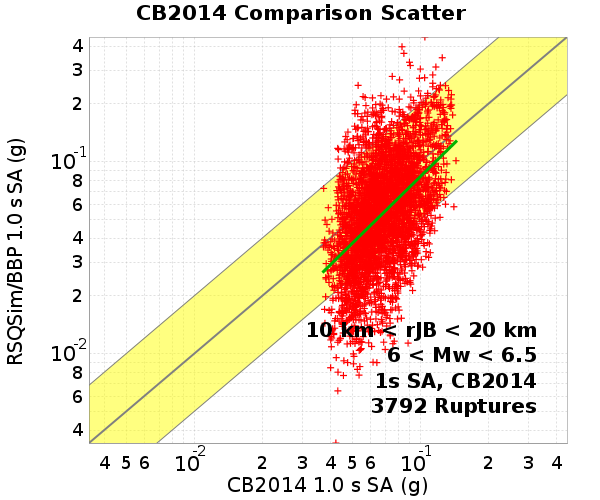 CB2014 Comparison Scatter
RSQSim/BBP 1.0 s SA (g)
4
3
2
10-1
8
6
4
3
2
10-2
8
6
4
10 km < rJB < 20 km
6 < Mw < 6.5
1s SA, CB2014
3792 Ruptures
4 5 6 10-2 2 3 4 5 6 10-1 2 3 4
CB2014 1.0 s SA (g)